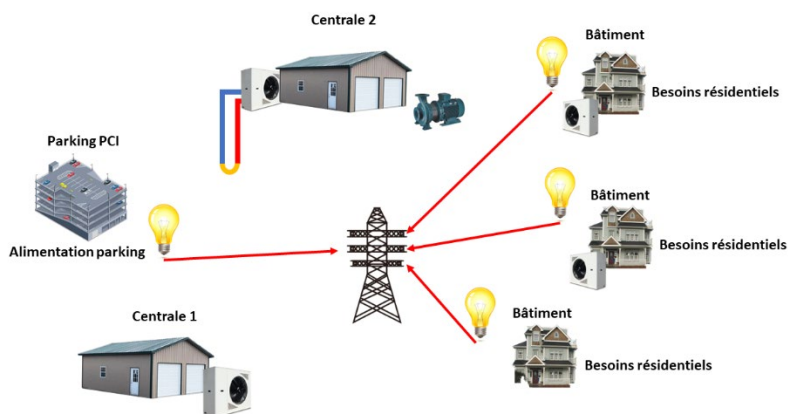 Centrale 2
Bâtiment
Besoins résidentiels
Parking PCI
Alimentation parking
Bâtiment
Besoins résidentiels
Centrale 1
Bâtiment
Besoins résidentiels